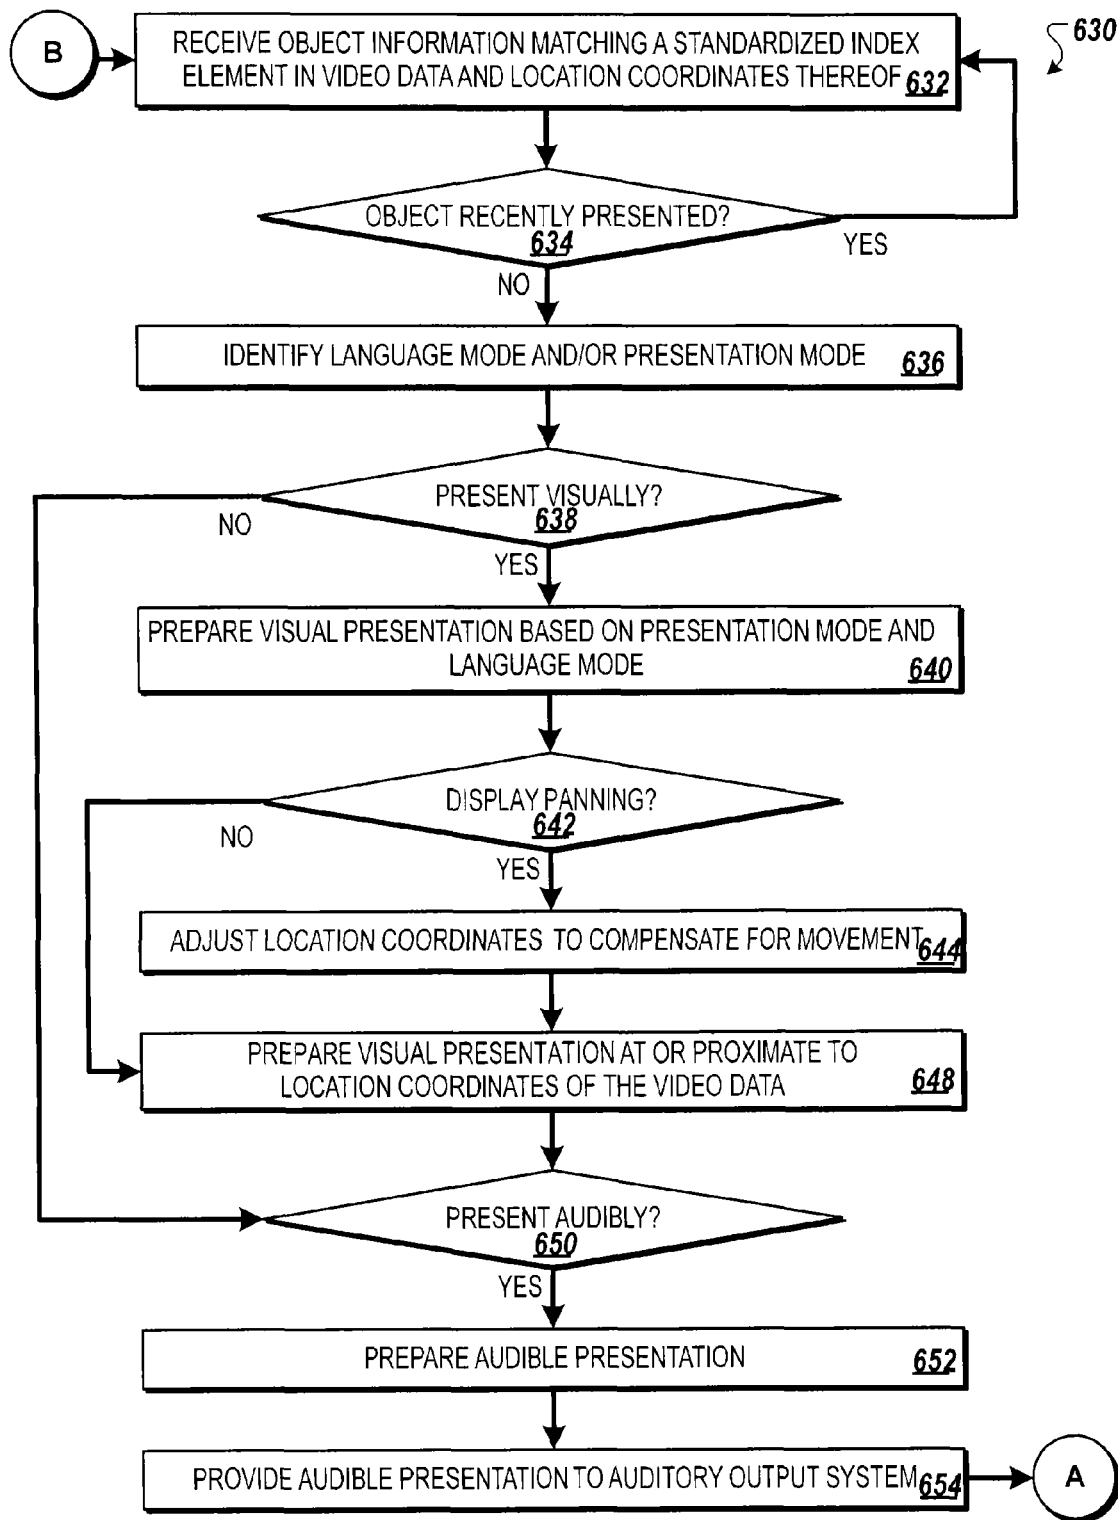 630
B
RECEIVE OBJECT INFORMATION MATCHING A STANDARDIZED INDEX
ELEMENT IN VIDEO DATA AND LOCATION COORDINATES THEREOF 632
OBJECT RECENTLY PRESENTED?
634
YES
NO
IDENTIFY LANGUAGE MODE AND/OR PRESENTATION MODE 636
PRESENT VISUALLY?
638
NO
YES
PREPARE VISUAL PRESENTATION BASED ON PRESENTATION MODE AND
LANGUAGE MODE 640
DISPLAY PANNING?
642
NO
YES
ADJUST LOCATION COORDINATES TO COMPENSATE FOR MOVEMENT 644
PREPARE VISUAL PRESENTATION AT OR PROXIMATE TO
LOCATION COORDINATES OF THE VIDEO DATA 648
PRESENT AUDIBLY?
650
YES
PREPARE AUDIBLE PRESENTATION 652
PROVIDE AUDIBLE PRESENTATION TO AUDITORY OUTPUT SYSTEM 654
A